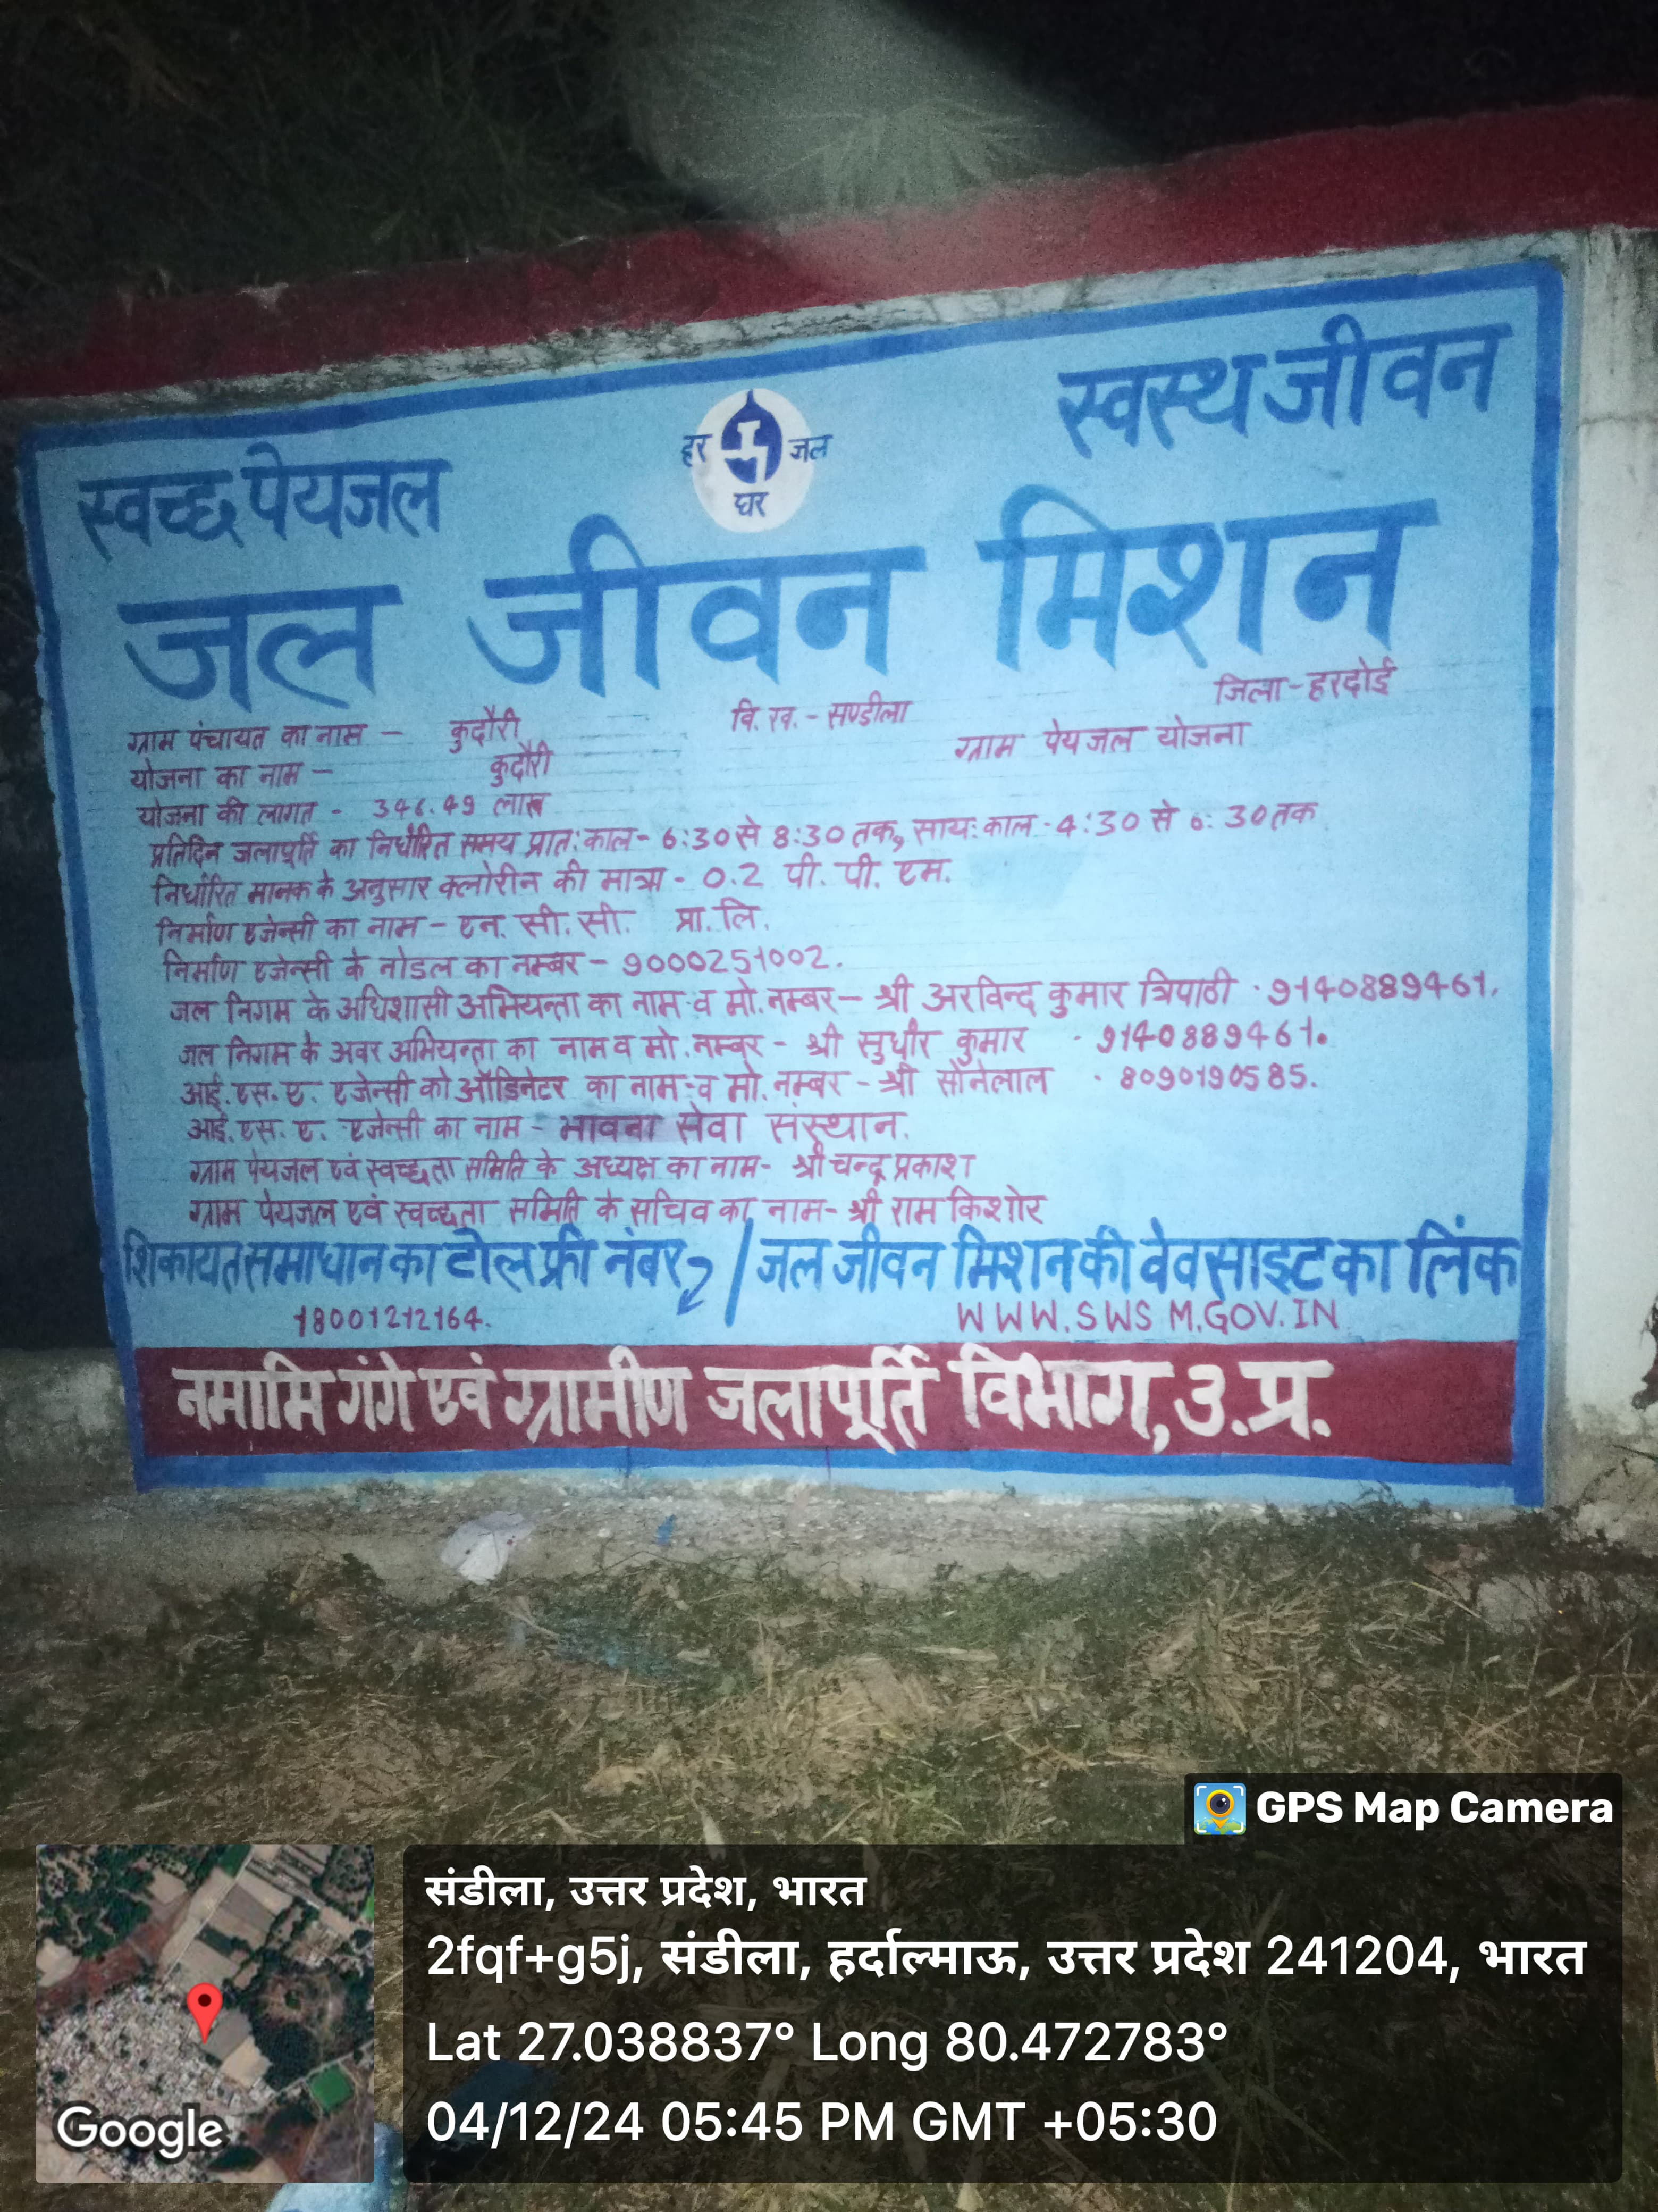 स्वच्छ पेयजल
हर जल
घर
स्वस्थ जीवन
जल जीवन मिशन
ग्राम पंचायत का नाम – कुदौरी वि. ख. - सण्डीला जिला - हरदोई
योजना का नाम – कुदौरी ग्राम पेयजल योजना
योजना की लागत - 346.49 लाख
प्रतिदिन जलापूर्ति का निर्धारित समय प्रात: काल - 6:30 से 8:30 तक, साय: काल - 4:30 से 6:30 तक
निर्धारित मानक के अनुसार क्लोरीन की मात्रा - 0.2 पी. पी. एम.
निर्माण एजेन्सी का नाम – एन. सी. सी. प्रा. लि.
निर्माण एजेन्सी के नोडल का नम्बर – 9000251002.
जल निगम के अधिशासी अभियन्ता का नाम व मो. नम्बर – श्री अरविन्द कुमार त्रिपाठी - 9140889461.
जल निगम के अवर अभियन्ता का नाम व मो. नम्बर - श्री सुधीर कुमार - 9140889461.
आई. एस. ए. एजेन्सी को ऑडिनेटर का नाम व मो. नम्बर - श्री सोनेलाल - 8090190585.
आई. एस. ए. एजेन्सी का नाम - भावना सेवा संस्थान.
ग्राम पेयजल एवं स्वच्छता समिति के अध्यक्ष का नाम - श्री चन्द्र प्रकाश
ग्राम पेयजल एवं स्वच्छता समिति के सचिव का नाम - श्री राम किशोर
शिकायत समाधान का टोल फ्री नंबर / जल जीवन मिशन की वेवसाइट का लिंक
18001212164. WWW.SWSM.GOV.IN
नमामि गंगे एवं ग्रामीण जलापूर्ति विभाग, उ.प्र.
GPS Map Camera
संडीला, उत्तर प्रदेश, भारत
2fqf+g5j, संडीला, हर्दाल्माऊ, उत्तर प्रदेश 241204, भारत
Lat 27.038837° Long 80.472783°
04/12/24 05:45 PM GMT +05:30
Google